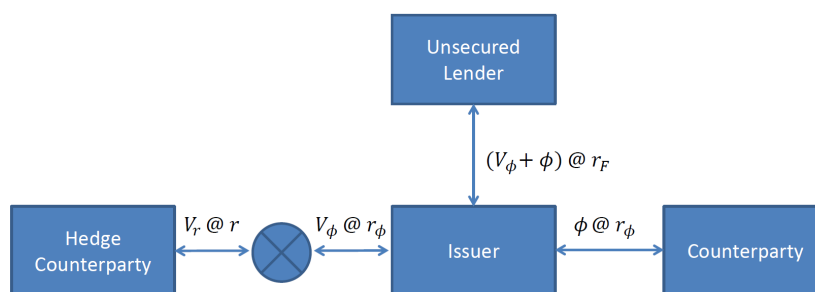 Unsecured
Lender
(V_ϕ + ϕ) @ r_F
V_r @ r
V_ϕ @ r_ϕ
ϕ @ r_ϕ
Hedge
Counterparty
Issuer
Counterparty